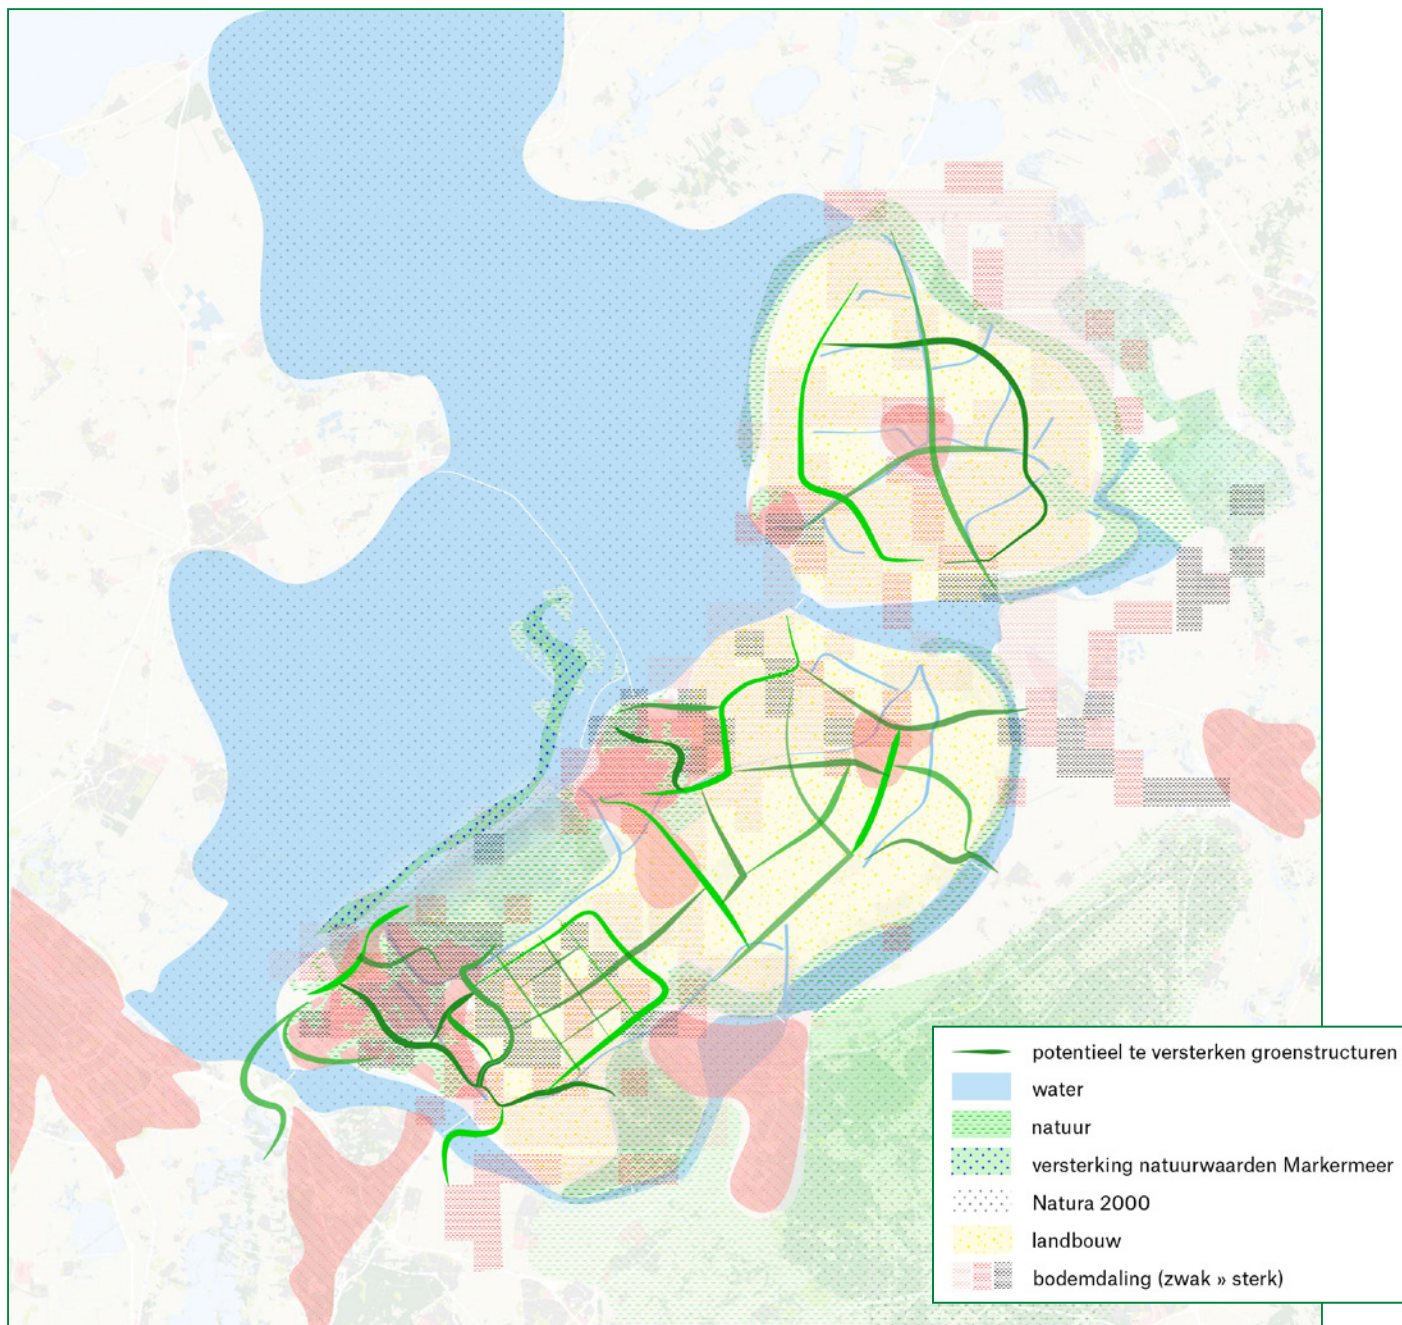 potentieel te versterken groenstructuren
water
natuur
versterking natuurwaarden Markermeer
Natura 2000
landbouw
bodemdaling (zwak » sterk)